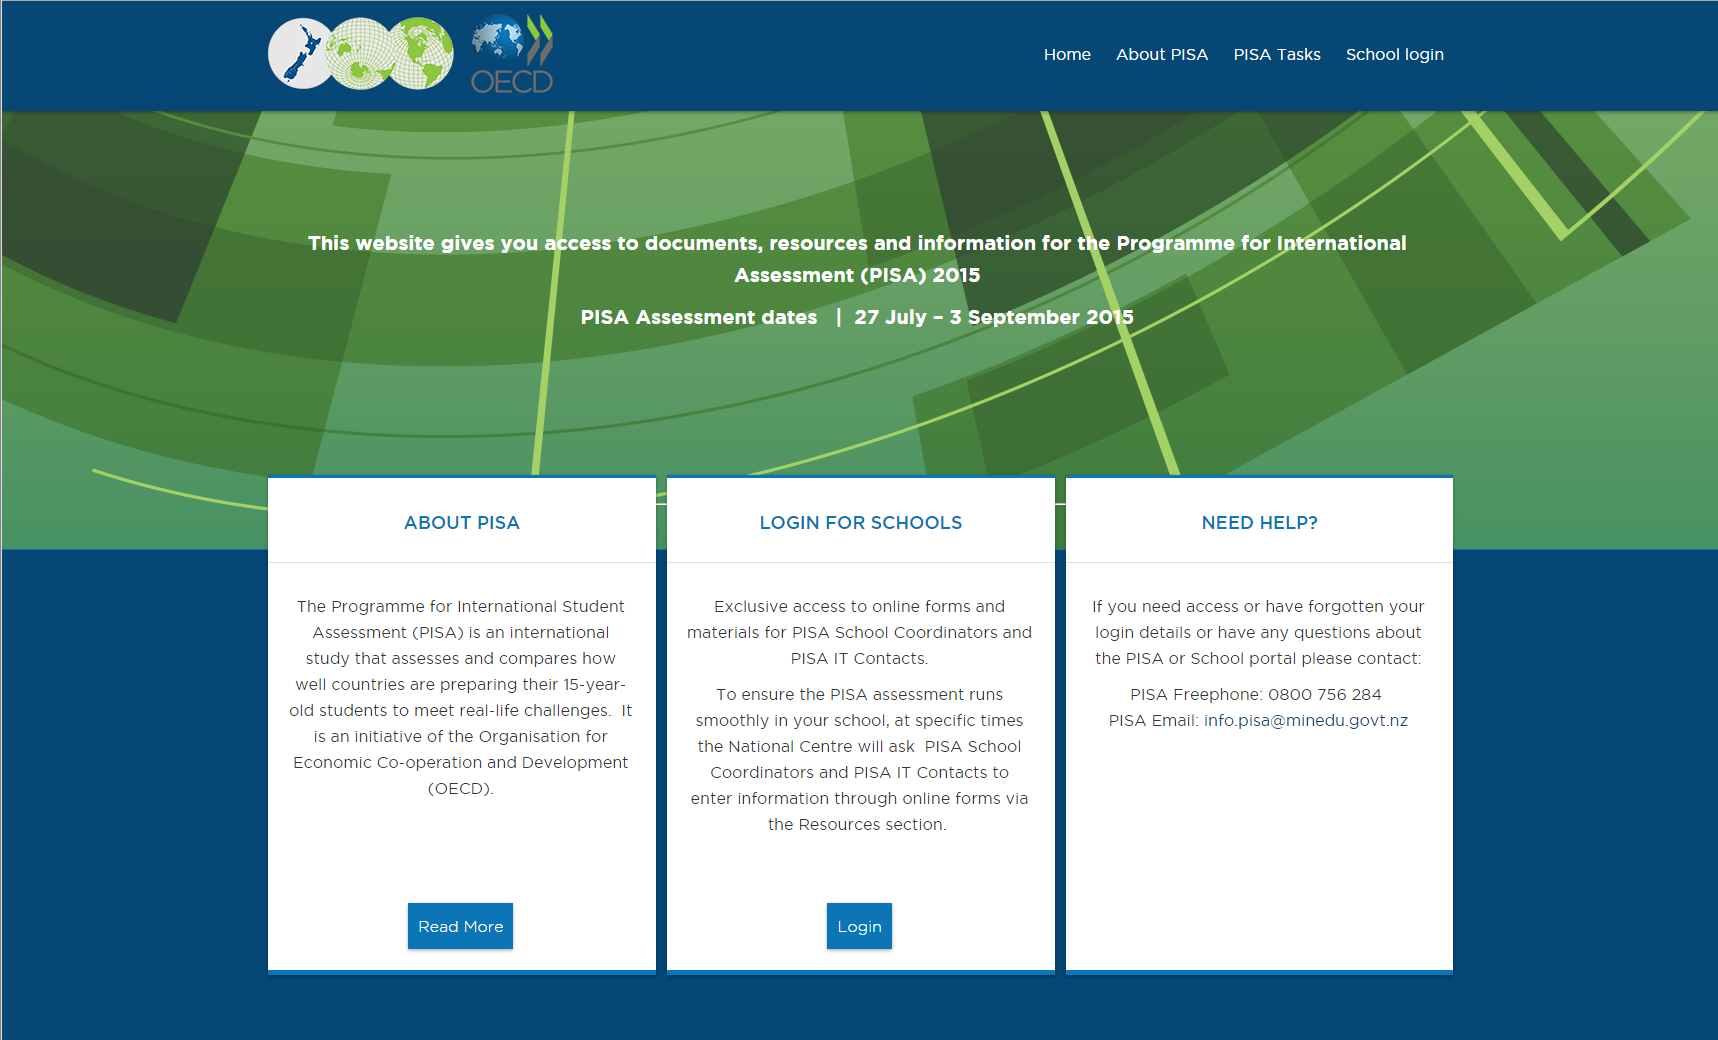 OECD
Home About PISA PISA Tasks School login
This website gives you access to documents, resources and information for the Programme for International
Assessment (PISA) 2015
PISA Assessment dates | 27 July – 3 September 2015
ABOUT PISA
The Programme for International Student
Assessment (PISA) is an international
study that assesses and compares how
well countries are preparing their 15-year-
old students to meet real-life challenges. It
is an initiative of the Organisation for
Economic Co-operation and Development
(OECD).
Read More
LOGIN FOR SCHOOLS
Exclusive access to online forms and
materials for PISA School Coordinators and
PISA IT Contacts.
To ensure the PISA assessment runs
smoothly in your school, at specific times
the National Centre will ask PISA School
Coordinators and PISA IT Contacts to
enter information through online forms via
the Resources section.
Login
NEED HELP?
If you need access or have forgotten your
login details or have any questions about
the PISA or School portal please contact:
PISA Freephone: 0800 756 284
PISA Email: info.pisa@minedu.govt.nz